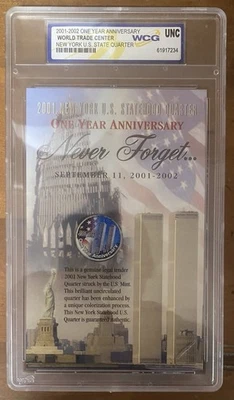 2001-2002 ONE YEAR ANNIVERSARY
WORLD TRADE CENTER
NEW YORK U.S. STATE QUARTER
WCG
UNC
81917234
2001 NEW YORK U.S. STATEHOOD QUARTER
ONE YEAR ANNIVERSARY
Never Forget...
SEPTEMBER 11, 2001-2002
Anniversary
This is a genuine legal tender
2001 New York Statehood
Quarter struck by the U.S. Mint.
This brilliant uncirculated
quarter has been enhanced by
a unique colorization process.
This New York Statehood U.S.
Quarter is guaranteed authentic.